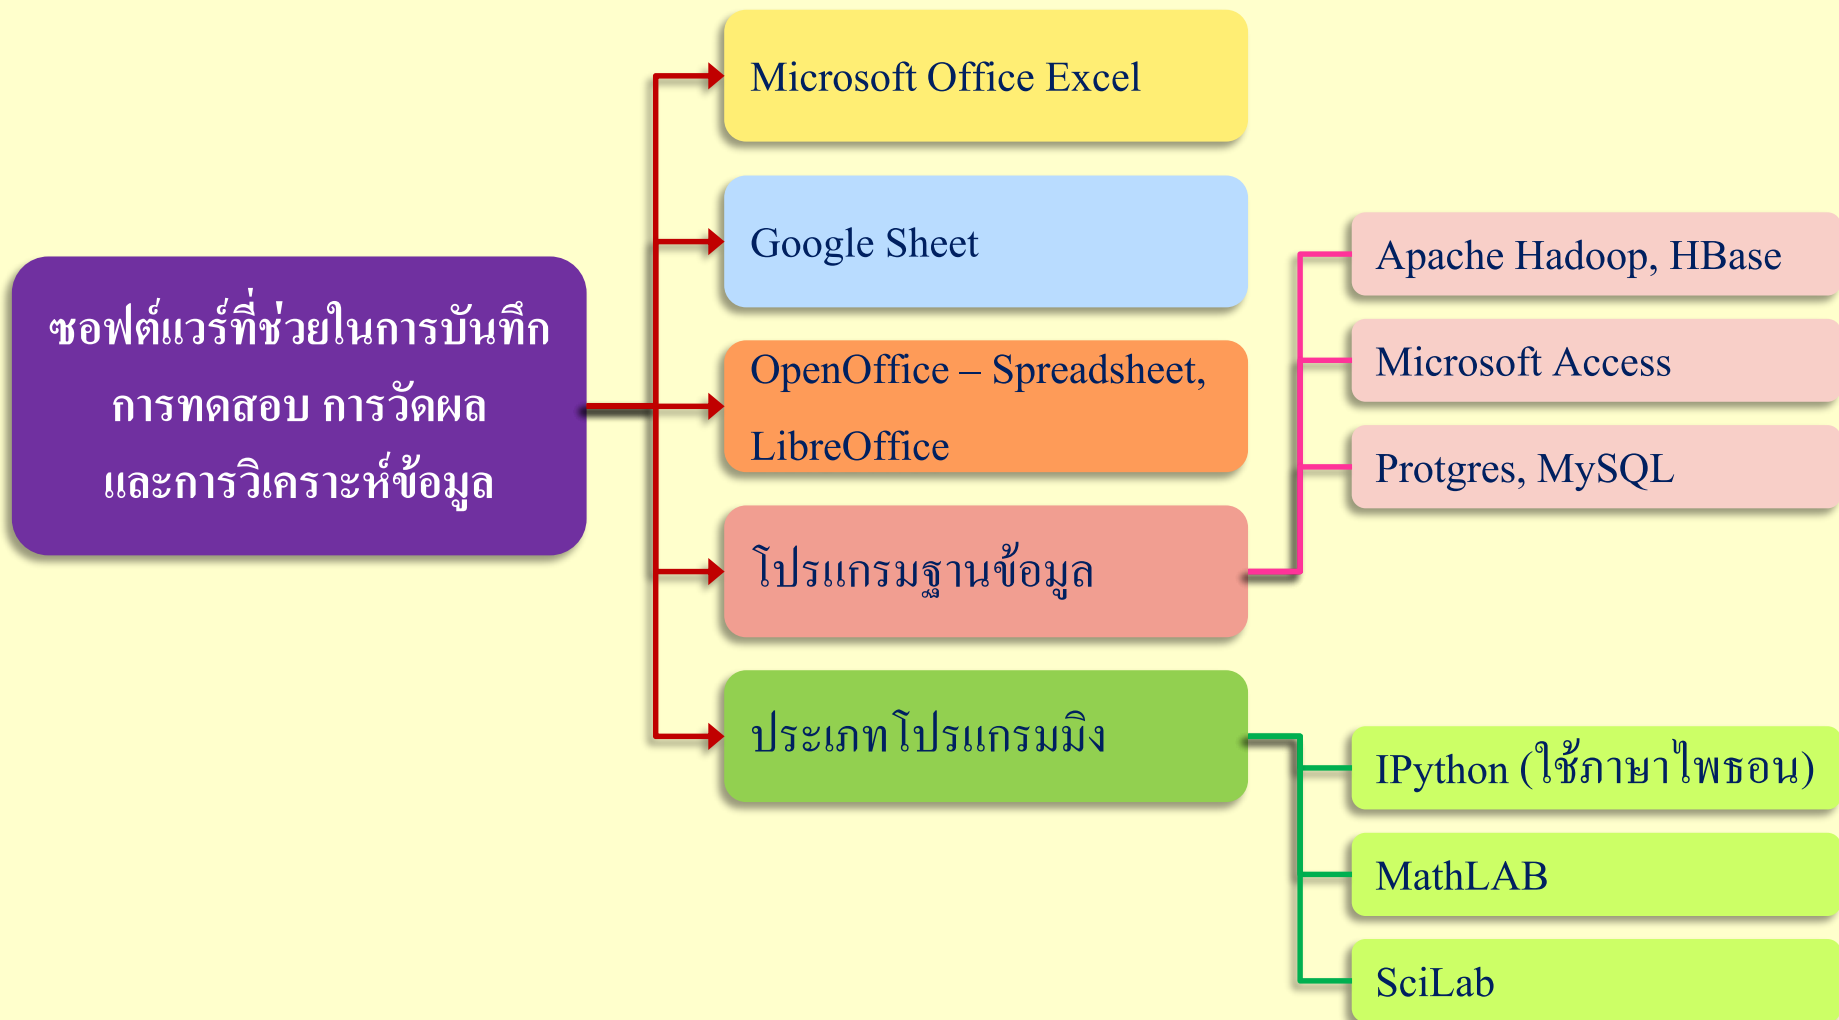 ซอฟต์แวร์ที่ช่วยในการบันทึก
การทดสอบ การวัดผล
และการวิเคราะห์ข้อมูล
Microsoft Office Excel
Google Sheet
OpenOffice – Spreadsheet,
LibreOffice
โปรแกรมฐานข้อมูล
Apache Hadoop, HBase
Microsoft Access
Protgres, MySQL
ประเภทโปรแกรมมิง
IPython (ใช้ภาษาไพธอน)
MathLAB
SciLab